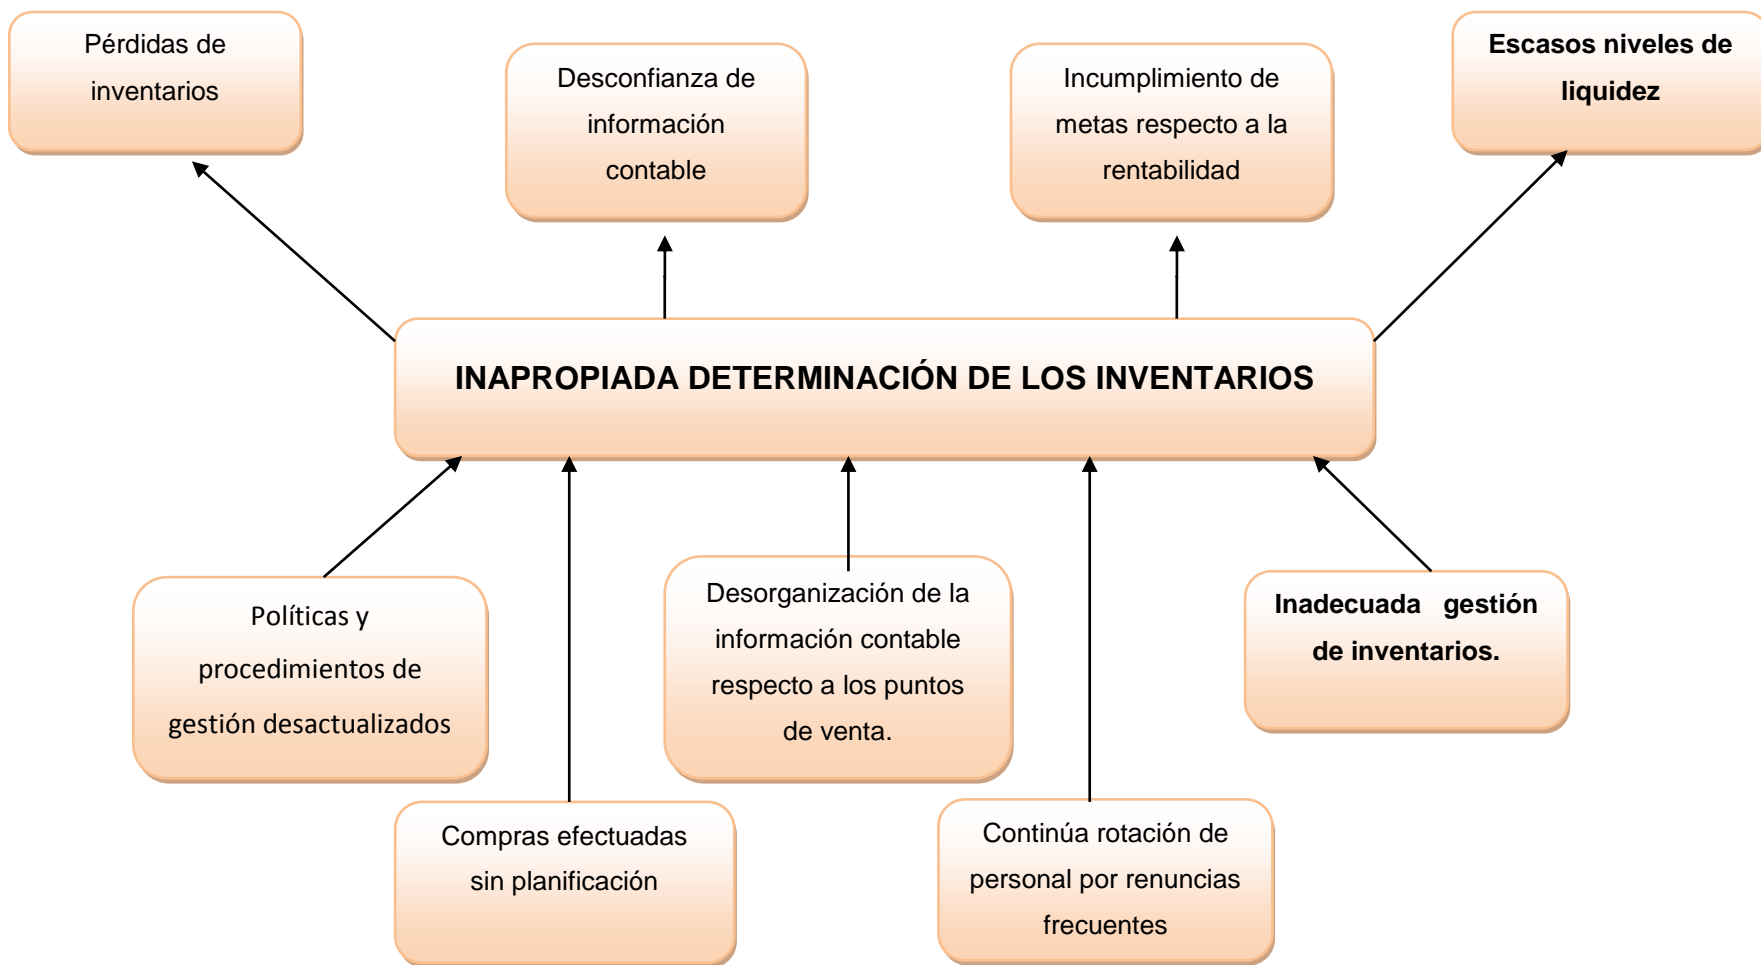 Pérdidas de
inventarios
Desconfianza de
información
contable
Incumplimiento de
metas respecto a la
rentabilidad
Escasos niveles de
liquidez
INAPROPIADA DETERMINACIÓN DE LOS INVENTARIOS
Políticas y
procedimientos de
gestión desactualizados
Desorganización de la
información contable
respecto a los puntos
de venta.
Inadecuada gestión
de inventarios.
Compras efectuadas
sin planificación
Continúa rotación de
personal por renuncias
frecuentes